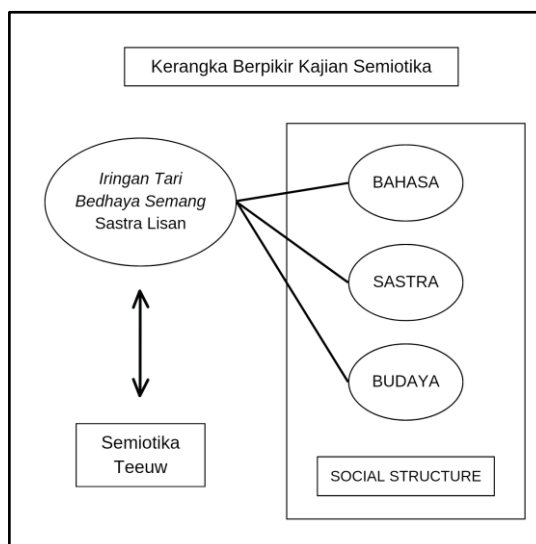 Kerangka Berpikir Kajian Semiotika
Iringan Tari
Bedhaya Semang
Sastra Lisan
BAHASA
SASTRA
BUDAYA
Semiotika
Teeuw
SOCIAL STRUCTURE